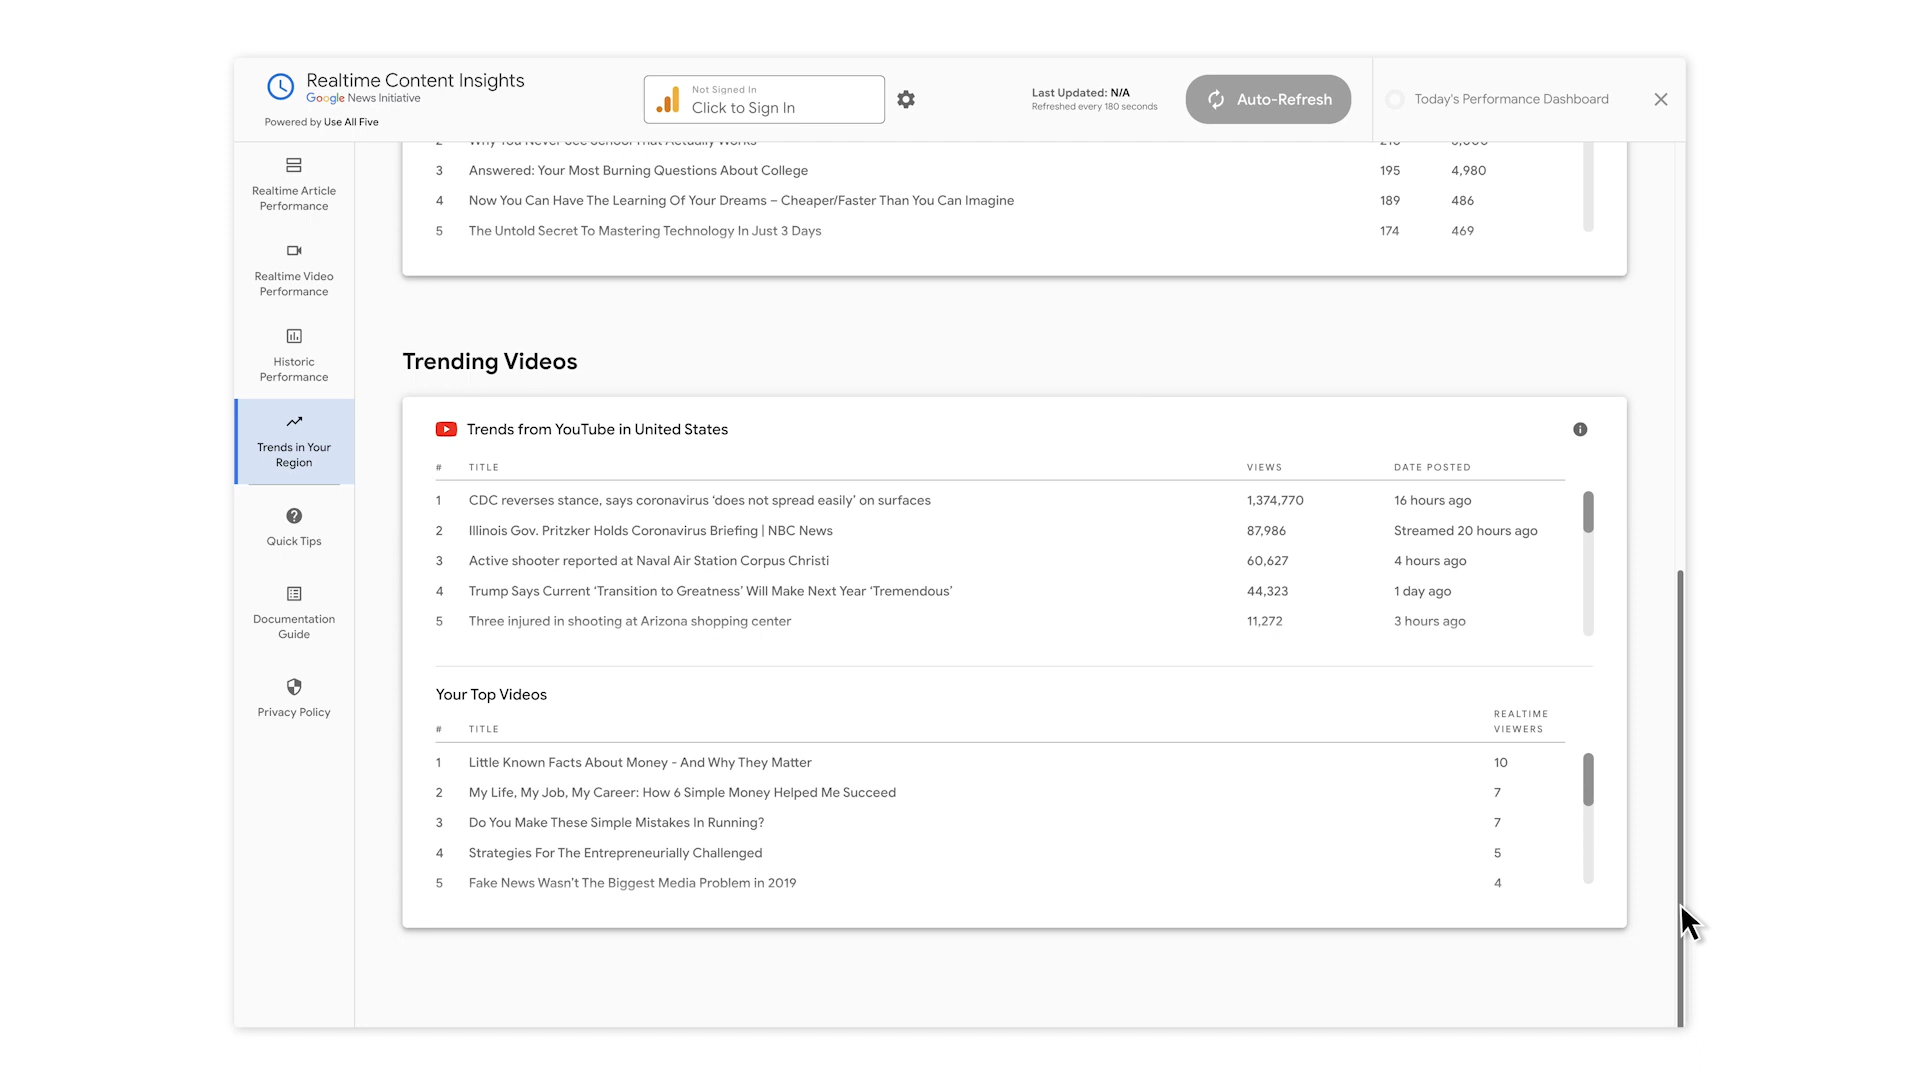 Realtime Content Insights
Google News Initiative
Powered by Use All Five
Not Signed In
Click to Sign In
Last Updated: N/A
Refreshed every 180 seconds
Auto-Refresh
Today's Performance Dashboard
Realtime Article
Performance
Realtime Video
Performance
Historic
Performance
Trends in Your
Region
Quick Tips
Documentation
Guide
Privacy Policy
3 Answered: Your Most Burning Questions About College 195 4,980
4 Now You Can Have The Learning Of Your Dreams – Cheaper/Faster Than You Can Imagine 189 486
5 The Untold Secret To Mastering Technology In Just 3 Days 174 469
Trending Videos
Trends from YouTube in United States
# TITLE VIEWS DATE POSTED
1 CDC reverses stance, says coronavirus ‘does not spread easily’ on surfaces 1,374,770 16 hours ago
2 Illinois Gov. Pritzker Holds Coronavirus Briefing | NBC News 87,986 Streamed 20 hours ago
3 Active shooter reported at Naval Air Station Corpus Christi 60,627 4 hours ago
4 Trump Says Current ‘Transition to Greatness’ Will Make Next Year ‘Tremendous’ 44,323 1 day ago
5 Three injured in shooting at Arizona shopping center 11,272 3 hours ago
Your Top Videos
# TITLE REALTIME
VIEWERS
1 Little Known Facts About Money - And Why They Matter 10
2 My Life, My Job, My Career: How 6 Simple Money Helped Me Succeed 7
3 Do You Make These Simple Mistakes In Running? 7
4 Strategies For The Entrepreneurially Challenged 5
5 Fake News Wasn’t The Biggest Media Problem in 2019 4